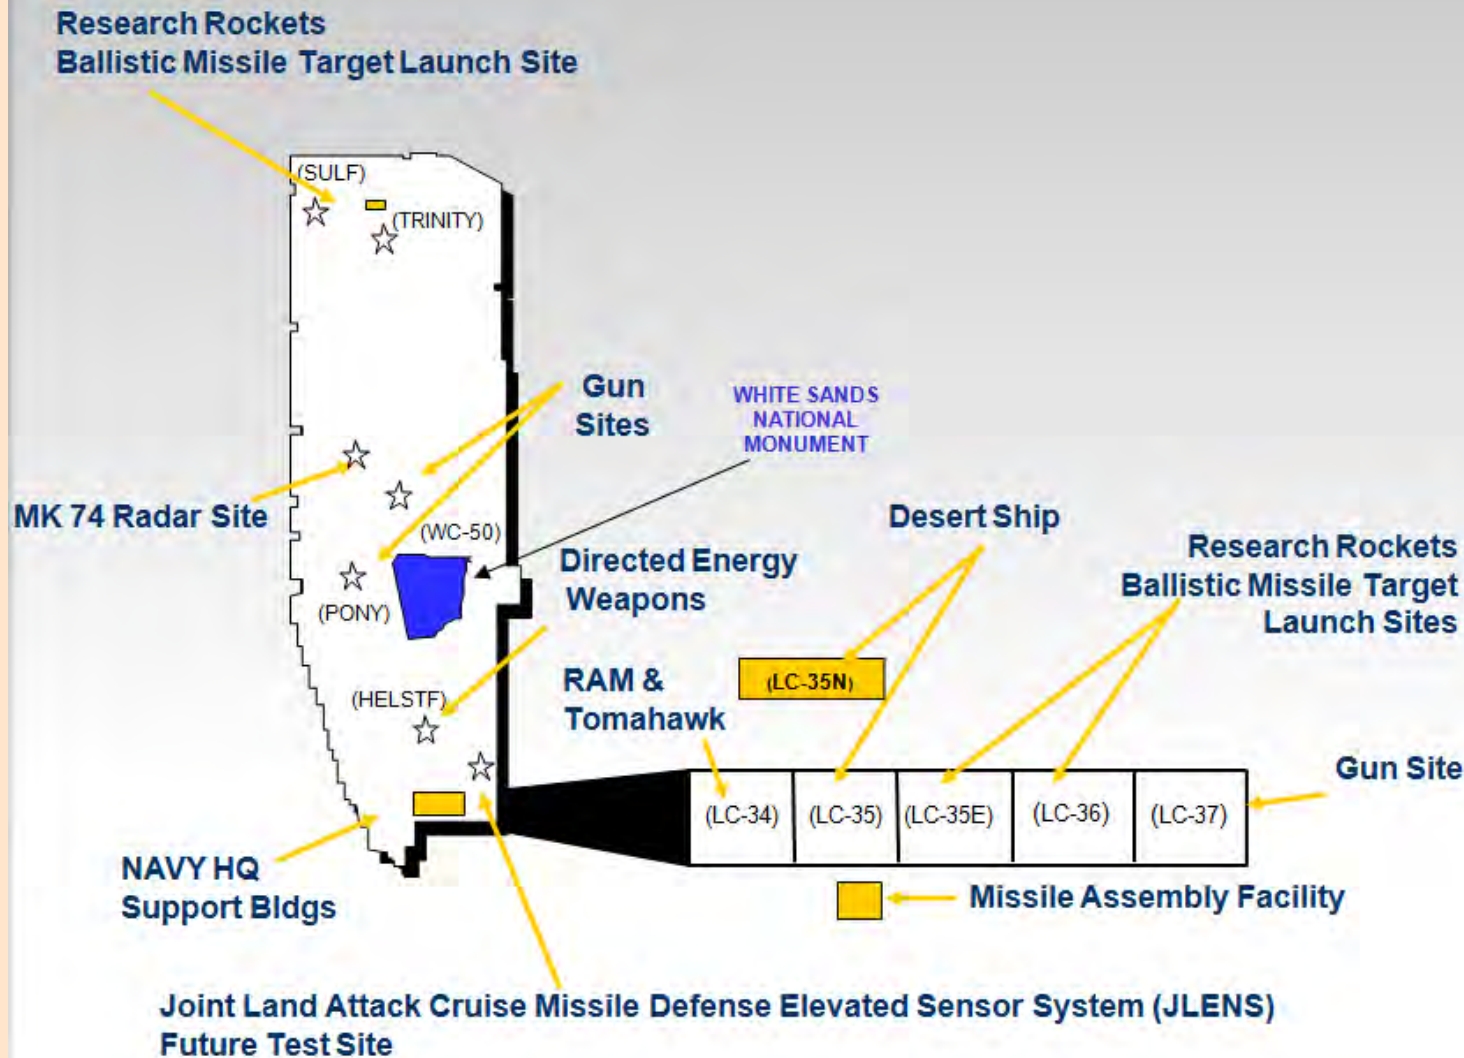 Research Rockets
Ballistic Missile Target Launch Site
(SULF)
(TRINITY)
Gun
Sites
WHITE SANDS
NATIONAL
MONUMENT
MK 74 Radar Site
(WC-50)
Desert Ship
Directed Energy
Weapons
Research Rockets
Ballistic Missile Target
Launch Sites
(PONY)
(HELSTF)
RAM &
Tomahawk
(LC-35N)
Gun Site
(LC-34)
(LC-35)
(LC-35E)
(LC-36)
(LC-37)
NAVY HQ
Support Bldgs
Missile Assembly Facility
Joint Land Attack Cruise Missile Defense Elevated Sensor System (JLENS)
Future Test Site